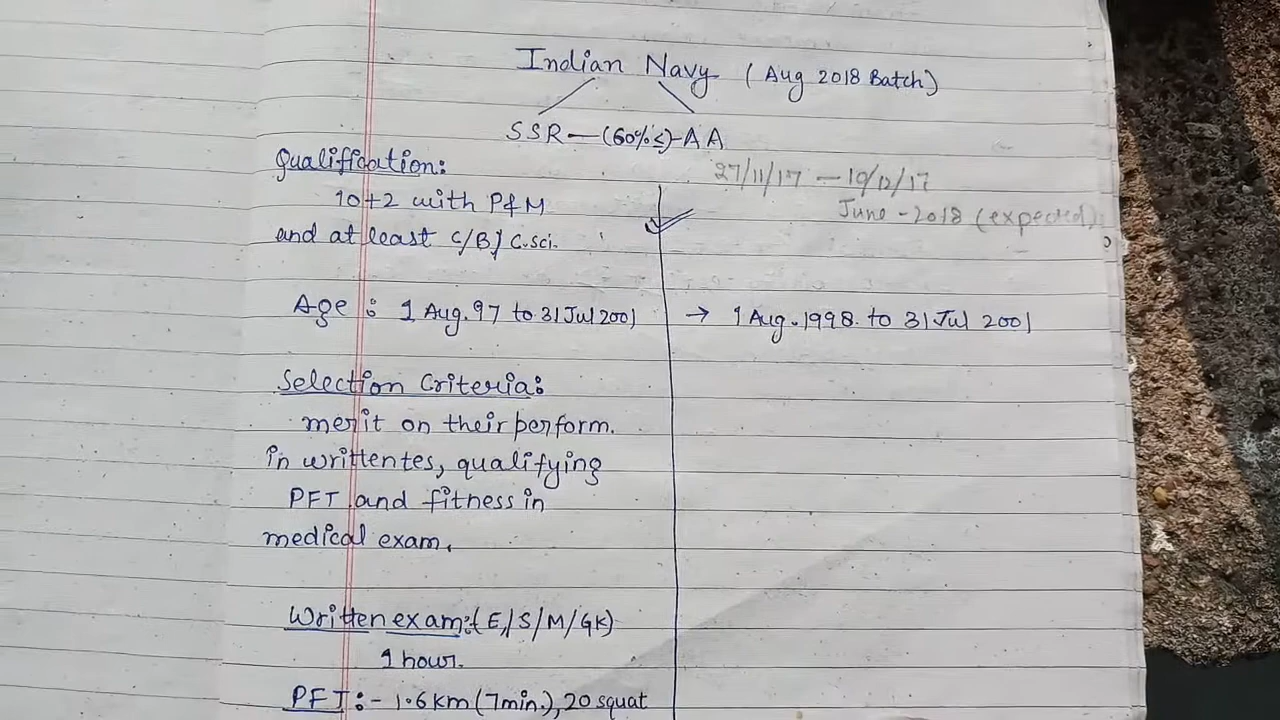 Indian Navy (Aug 2018 Batch)
SSR—(60%≤)-AA
27/11/17 — 10/12/17
June-2018 (expected)
Qualification:
10+2 with P&M
and at least C/B/C.sci.
Age : 1 Aug.97 to 31 Jul 2001 → 1 Aug.1998. to 31 Jul 2001
Selection Criteria:
merit on their perform.
in written tes, qualifying
PFT and fitness in
medical exam.
Written exam:(E/S/M/GK)
1 hour.
PFT:- 1.6 km (7min.), 20 squat